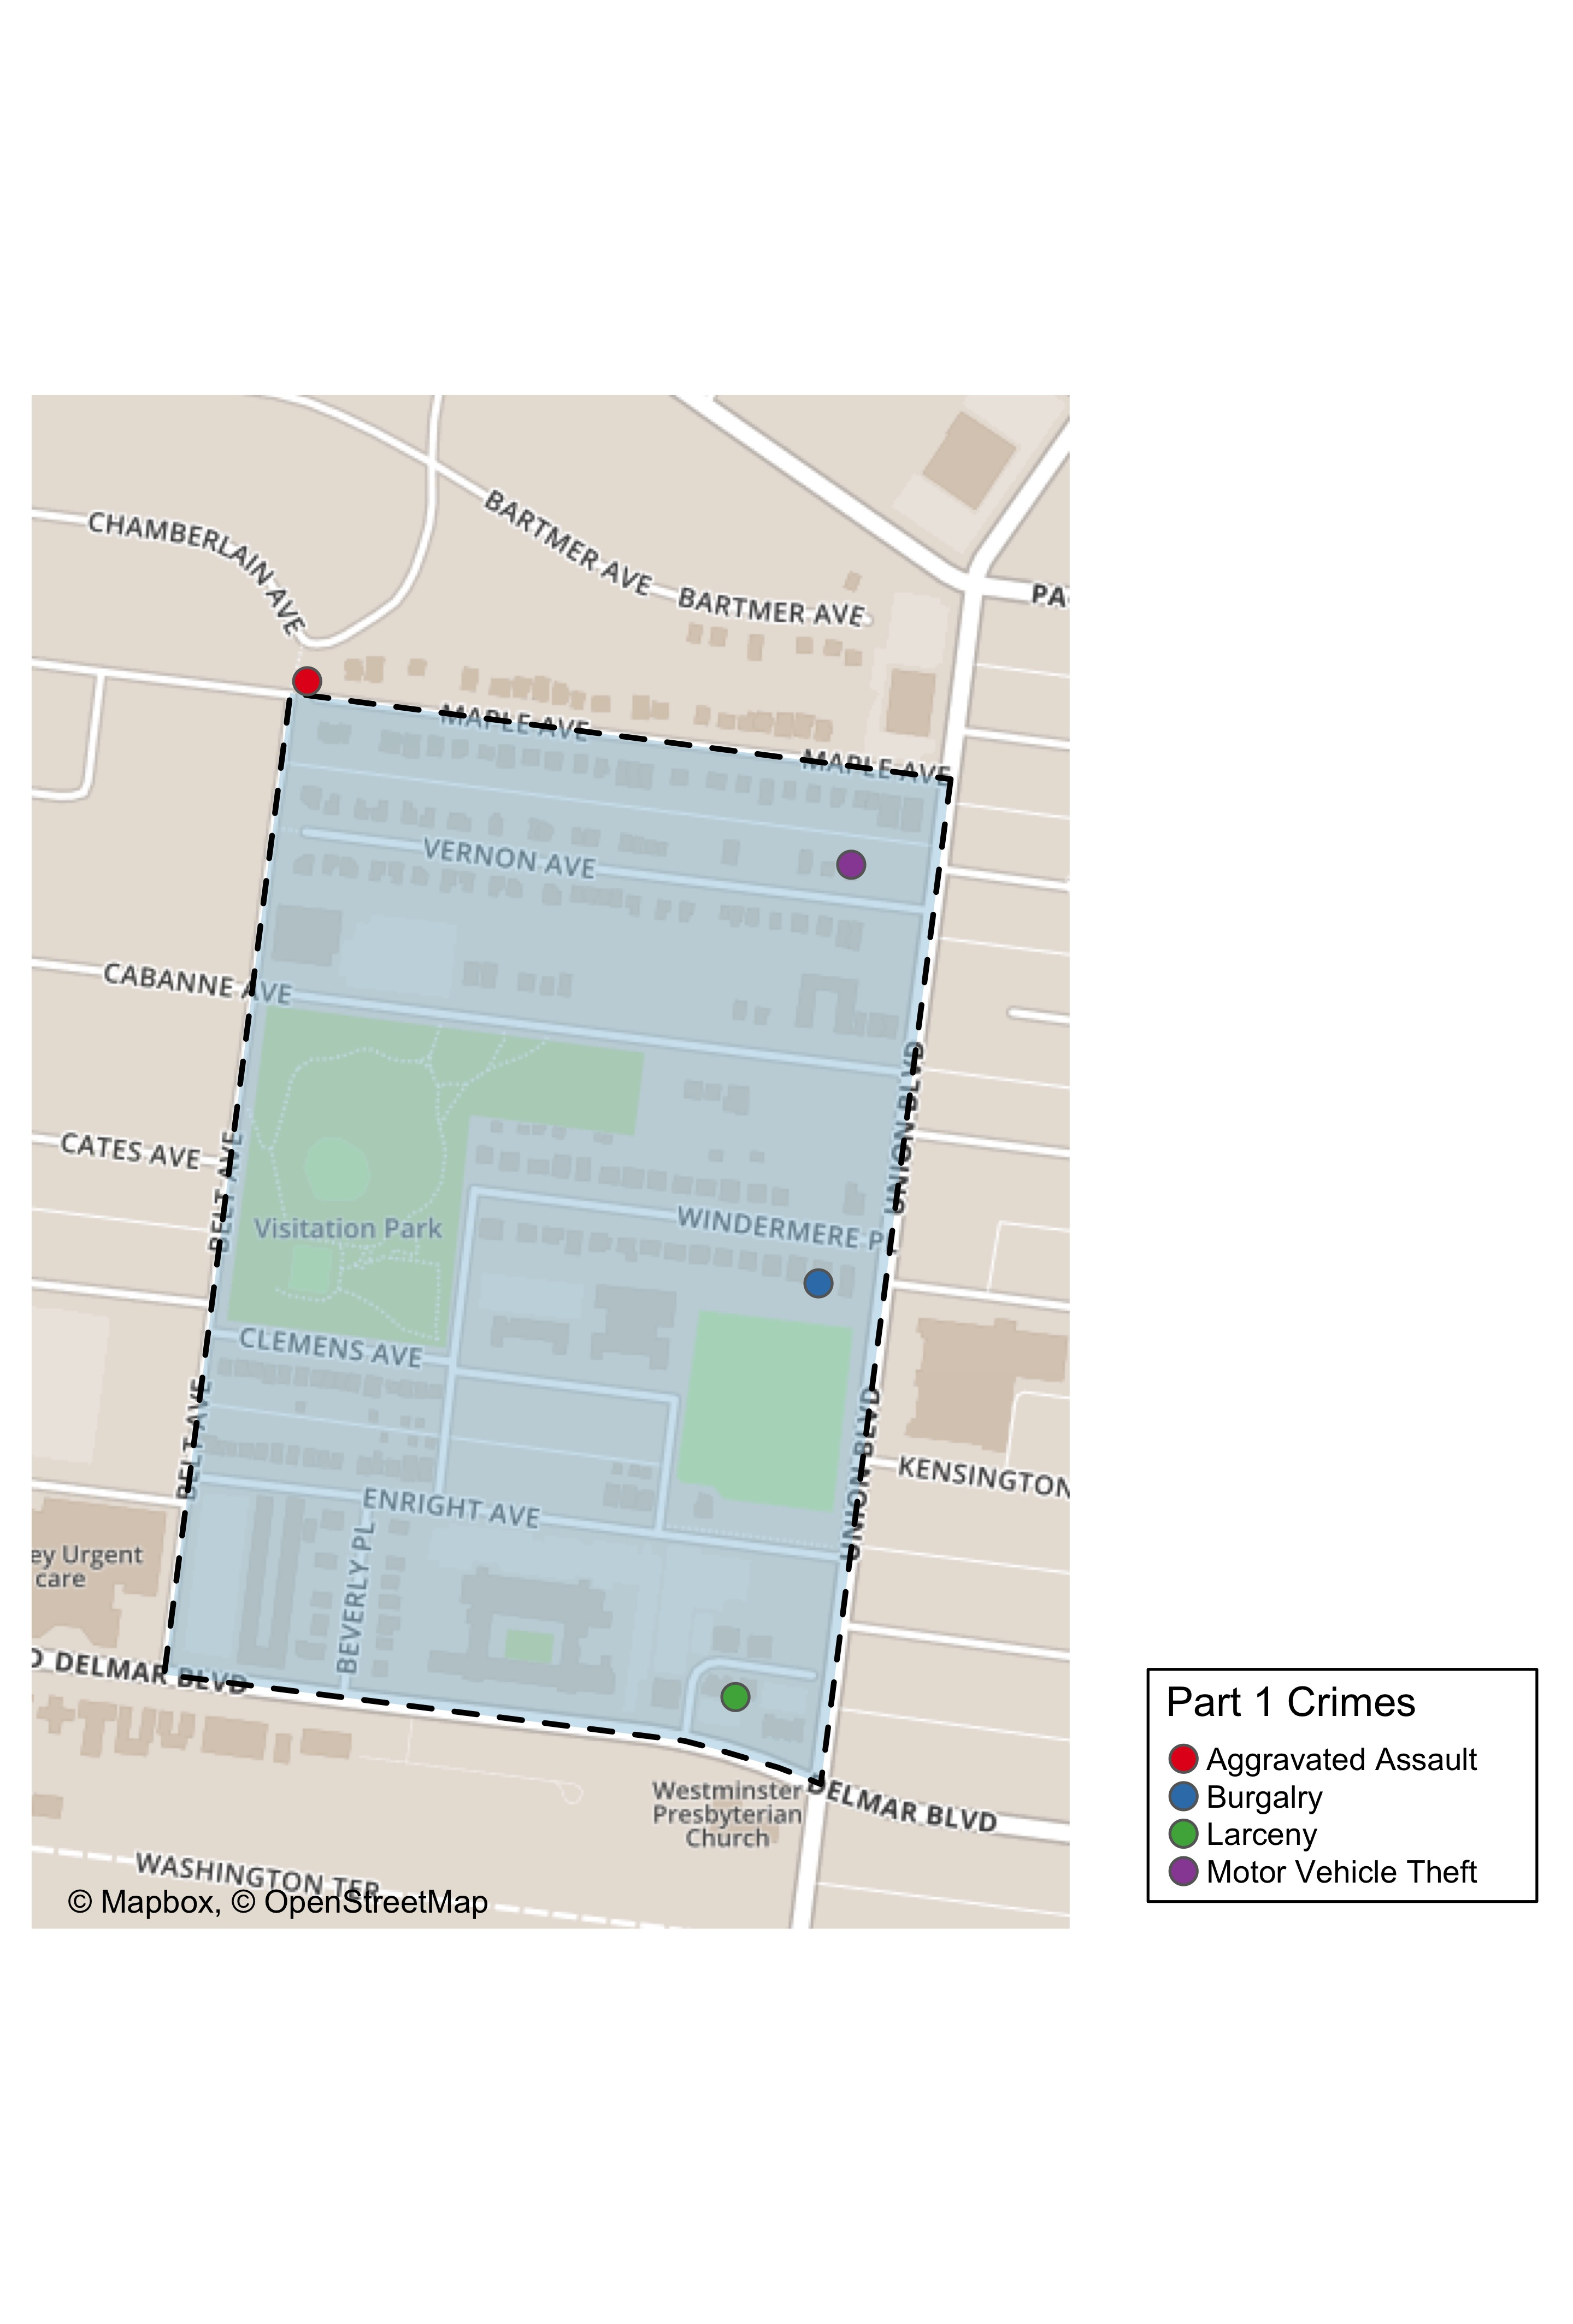 CHAMBERLAIN AVE
BARTMER AVE
BARTMER AVE
MAPLE AVE
MAPLE AVE
VERNON AVE
CABANNE AVE
CATES AVE
BELT AVE
UNION BLVD
Visitation Park
WINDERMERE
CLEMENS AVE
BELT AVE
UNION BLVD
KENSINGTON
ENRIGHT AVE
BEVERLY PL
ey Urgent
care
DELMAR BLVD
Westminster
Presbyterian
Church
DELMAR BLVD
WASHINGTON TER
© Mapbox, © OpenStreetMap
Part 1 Crimes
Aggravated Assault
Burgalry
Larceny
Motor Vehicle Theft